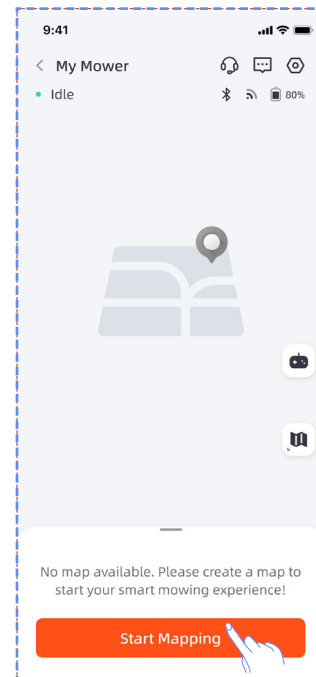 9:41
My Mower
Idle
80%
No map available. Please create a map to
start your smart mowing experience!
Start Mapping